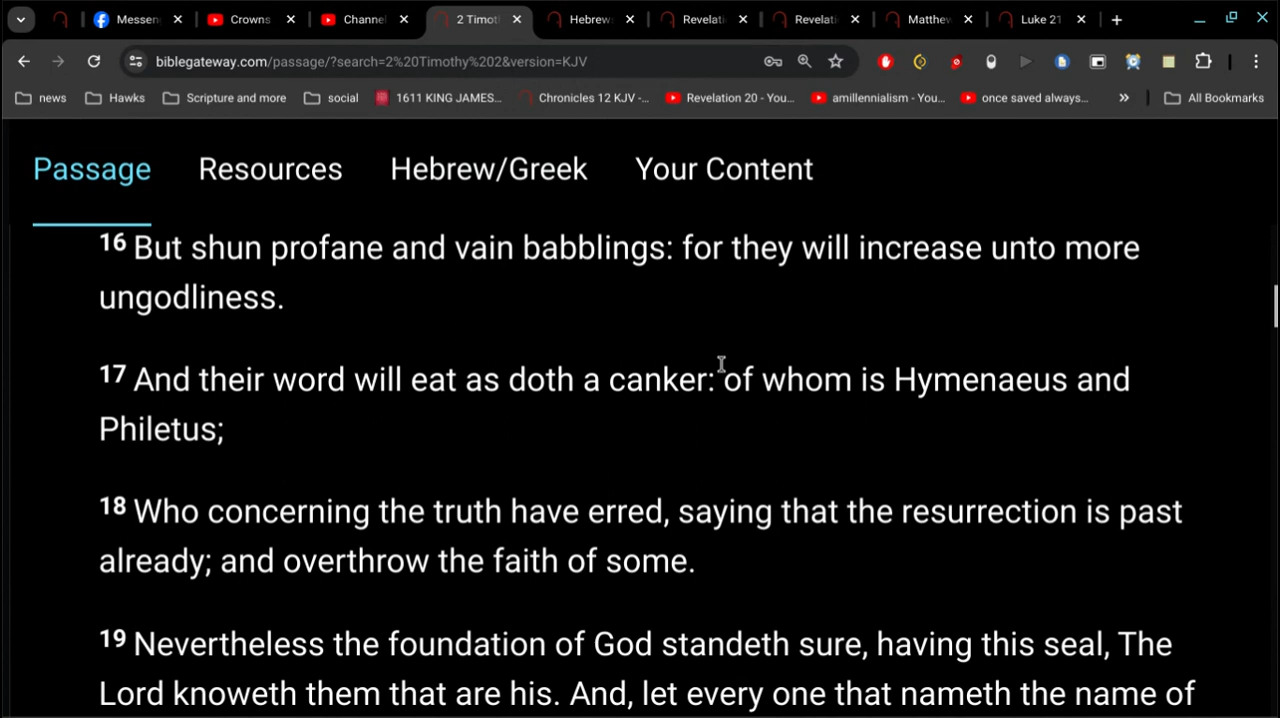 Messen
Crowns
Channel
2 Timot
Hebrew
Revelati
Revelati
Matthew
Luke 21
biblegateway.com/passage/?search=2%20Timothy%202&version=KJV
news
Hawks
Scripture and more
social
1611 KING JAMES...
Chronicles 12 KJV -...
Revelation 20 - You...
amillennialism - You...
once saved always...
All Bookmarks
Passage
Resources
Hebrew/Greek
Your Content
16 But shun profane and vain babblings: for they will increase unto more
ungodliness.
17 And their word will eat as doth a canker: of whom is Hymenaeus and
Philetus;
18 Who concerning the truth have erred, saying that the resurrection is past
already; and overthrow the faith of some.
19 Nevertheless the foundation of God standeth sure, having this seal, The
Lord knoweth them that are his. And, let every one that nameth the name of